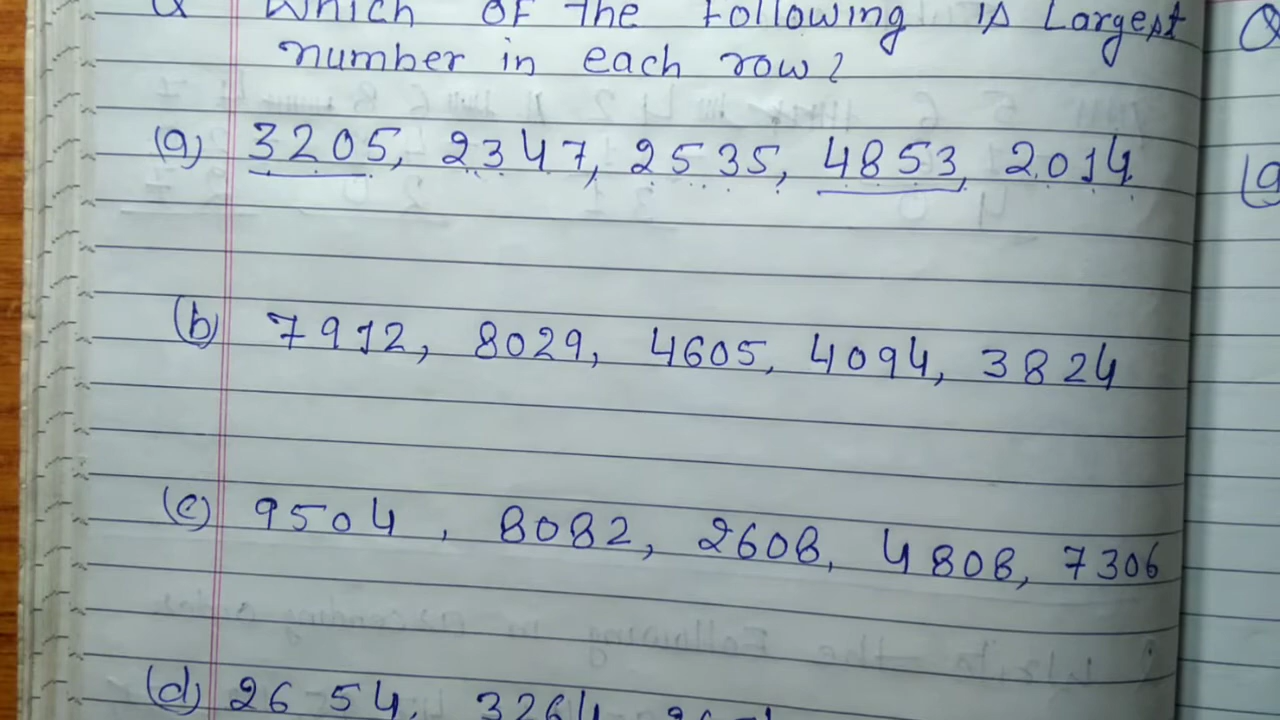 Q Which of the following is Largest
number in each row?
(a) 3205, 2347, 2535, 4853, 2014
(b) 7912, 8029, 4605, 4094, 3824
(c) 9504, 8082, 2608, 4808, 7306
(d) 2654, 3264,